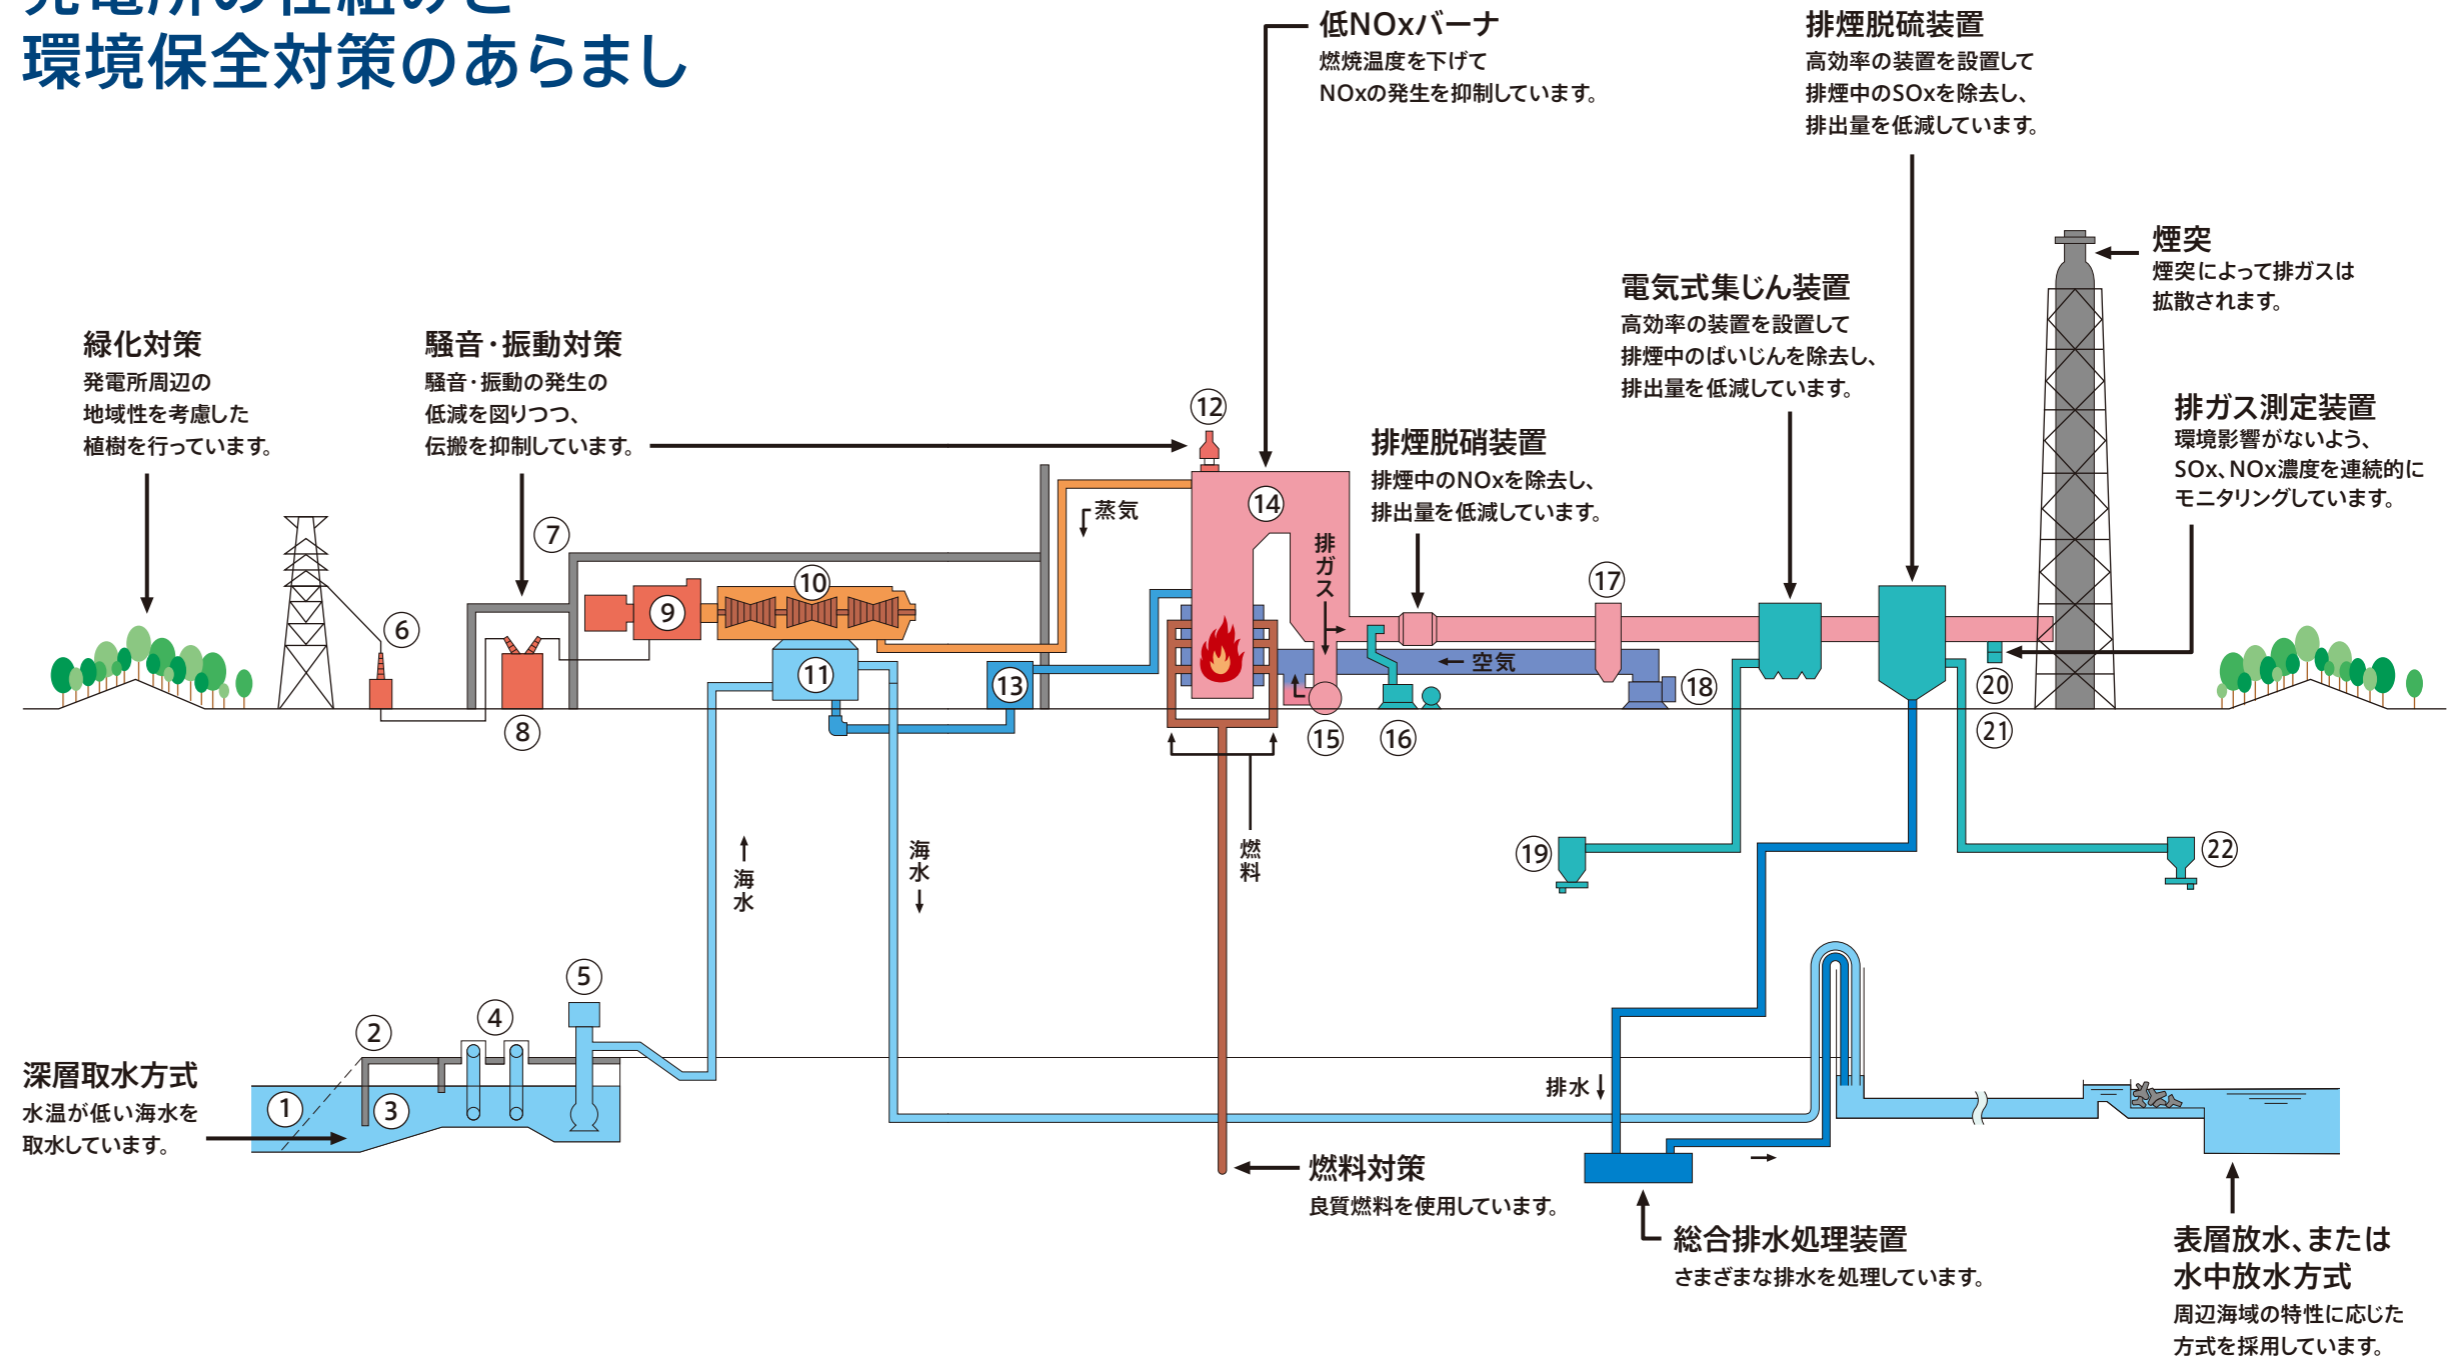 発電所の仕組みと
環境保全対策のあらまし
低NOxバーナ
燃焼温度を下げて
NOxの発生を抑制しています。
排煙脱硫装置
高効率の装置を設置して
排煙中のSOxを除去し、
排出量を低減しています。
煙突
煙突によって排ガスは
拡散されます。
電気式集じん装置
高効率の装置を設置して
排煙中のばいじんを除去し、
排出量を低減しています。
緑化対策
発電所周辺の
地域性を考慮した
植樹を行っています。
騒音・振動対策
騒音・振動の発生の
低減を図りつつ、
伝搬を抑制しています。
排煙脱硝装置
排煙中のNOxを除去し、
排出量を低減しています。
排ガス測定装置
環境影響がないよう、
SOx、NOx濃度を連続的に
モニタリングしています。
⑫
⑭
蒸気
排ガス
⑦
⑩
⑰
⑥
⑨
⑪
⑬
空気
⑱
⑳
⑧
⑮
⑯
㉑
海水
海水
燃料
⑲
㉒
⑤
④
②
深層取水方式
水温が低い海水を
取水しています。
①
③
排水
燃料対策
良質燃料を使用しています。
総合排水処理装置
さまざまな排水を処理しています。
表層放水、または
水中放水方式
周辺海域の特性に応じた
方式を採用しています。